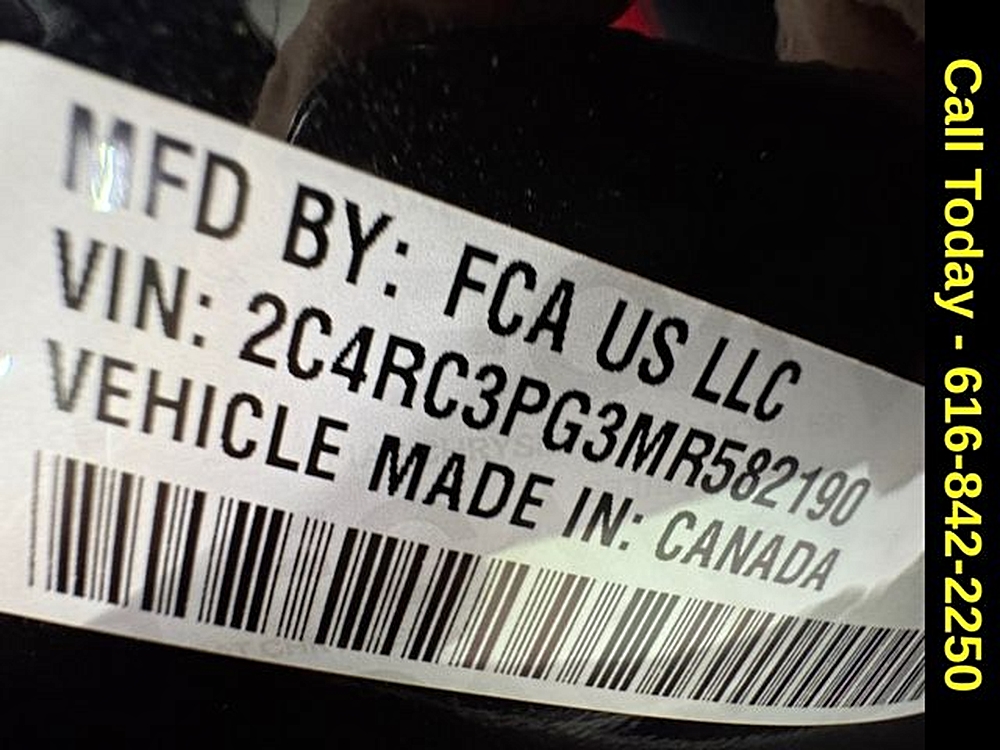 MFD BY: FCA US LLC
VIN: 2C4RC3PG3MR582190
VEHICLE MADE IN: CANADA
Call Today - 616-842-2250